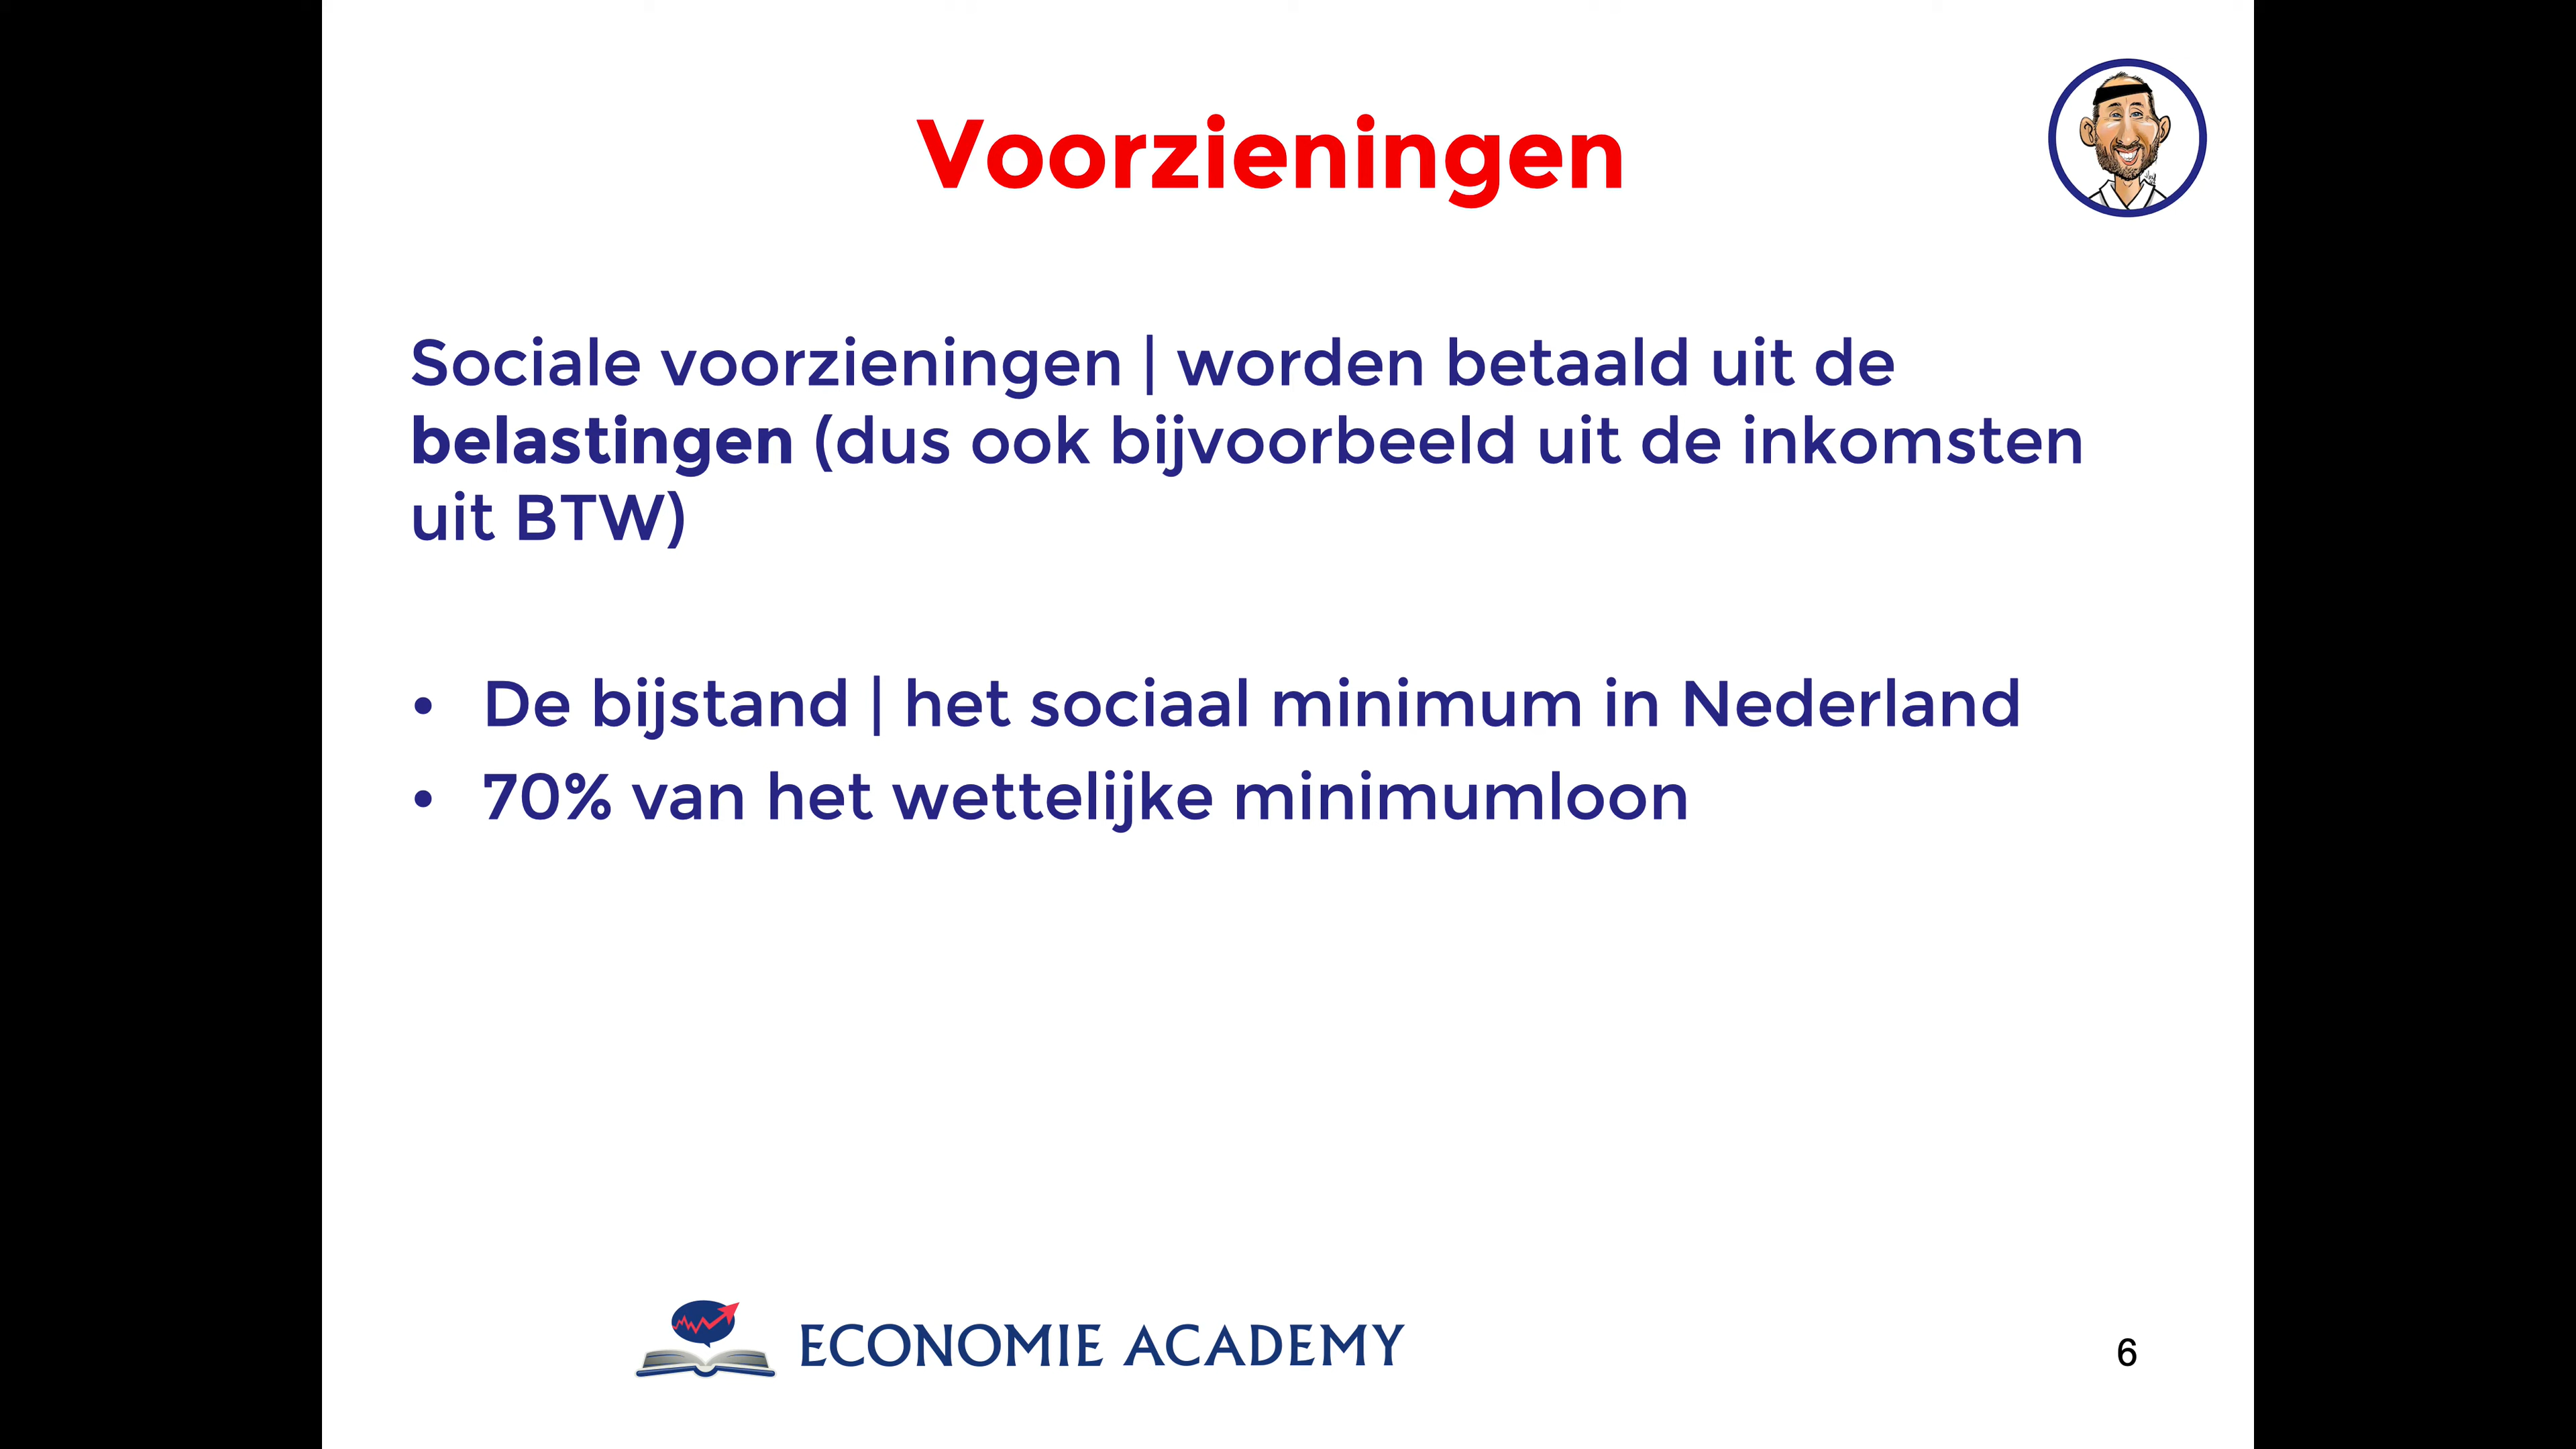 Voorzieningen
Sociale voorzieningen | worden betaald uit de
belastingen (dus ook bijvoorbeeld uit de inkomsten
uit BTW)
• De bijstand | het sociaal minimum in Nederland
• 70% van het wettelijke minimumloon
ECONOMIE ACADEMY
6